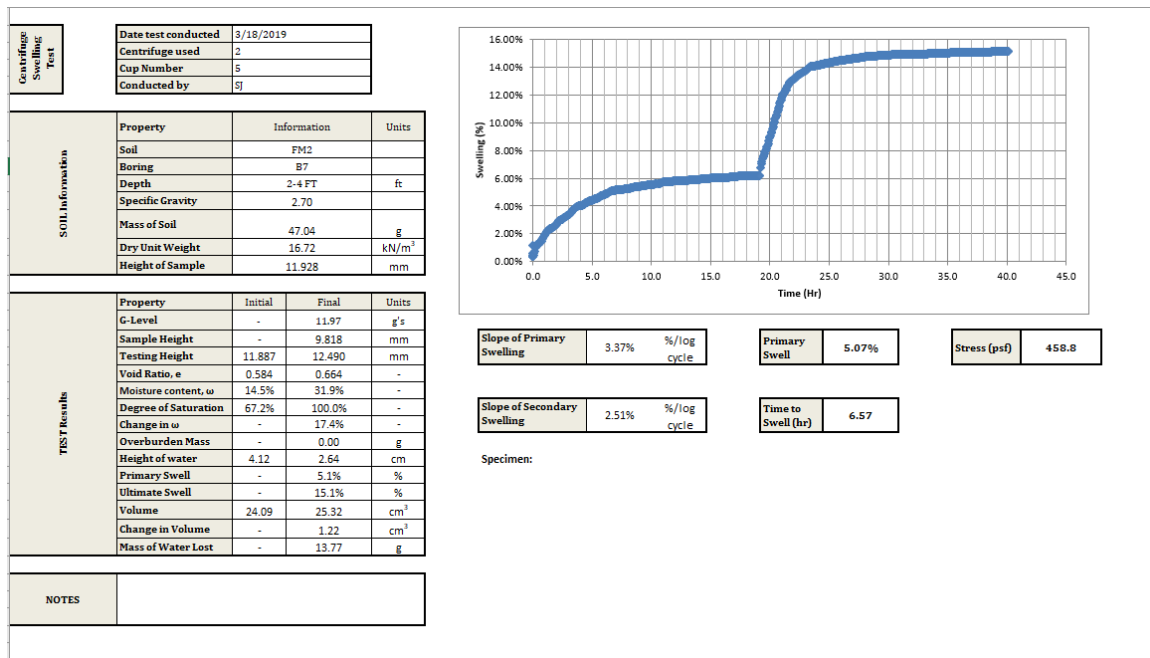 Centrifuge
Swelling
Test
Date test conducted 3/18/2019
Centrifuge used 2
Cup Number 5
Conducted by SJ
SOIL Information
Property Information Units
Soil FM2
Boring B7
Depth 2-4 FT ft
Specific Gravity 2.70
Mass of Soil 47.04 g
Dry Unit Weight 16.72 kN/m³
Height of Sample 11.928 mm
TEST Results
Property Initial Final Units
G-Level - 11.97 g's
Sample Height - 9.818 mm
Testing Height 11.887 12.490 mm
Void Ratio, e 0.584 0.664 -
Moisture content, ω 14.5% 31.9% -
Degree of Saturation 67.2% 100.0% -
Change in ω - 17.4% -
Overburden Mass - 0.00 g
Height of water 4.12 2.64 cm
Primary Swell - 5.1% %
Ultimate Swell - 15.1% %
Volume 24.09 25.32 cm³
Change in Volume - 1.22 cm³
Mass of Water Lost - 13.77 g
NOTES
Swelling (%)
16.00%
14.00%
12.00%
10.00%
8.00%
6.00%
4.00%
2.00%
0.00%
0.0 5.0 10.0 15.0 20.0 25.0 30.0 35.0 40.0 45.0
Time (Hr)
Slope of Primary
Swelling
3.37%
%/log
cycle
Primary
Swell
5.07%
Stress (psf) 458.8
Slope of Secondary
Swelling
2.51%
%/log
cycle
Time to
Swell (hr)
6.57
Specimen: